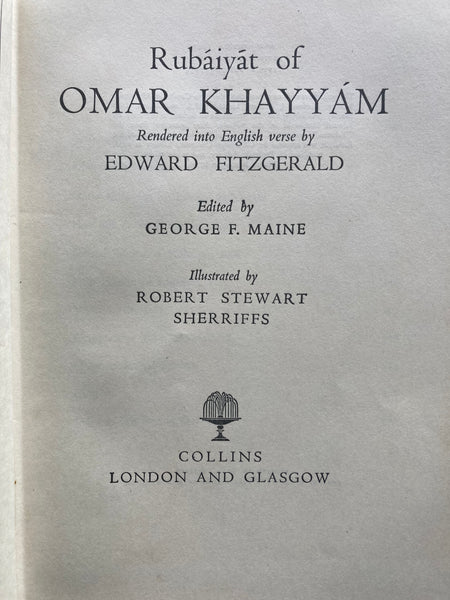 Rubáiyát of
OMAR KHAYYÁM
Rendered into English verse by
EDWARD FITZGERALD
Edited by
GEORGE F. MAINE
Illustrated by
ROBERT STEWART
SHERRIFFS
COLLINS
LONDON AND GLASGOW